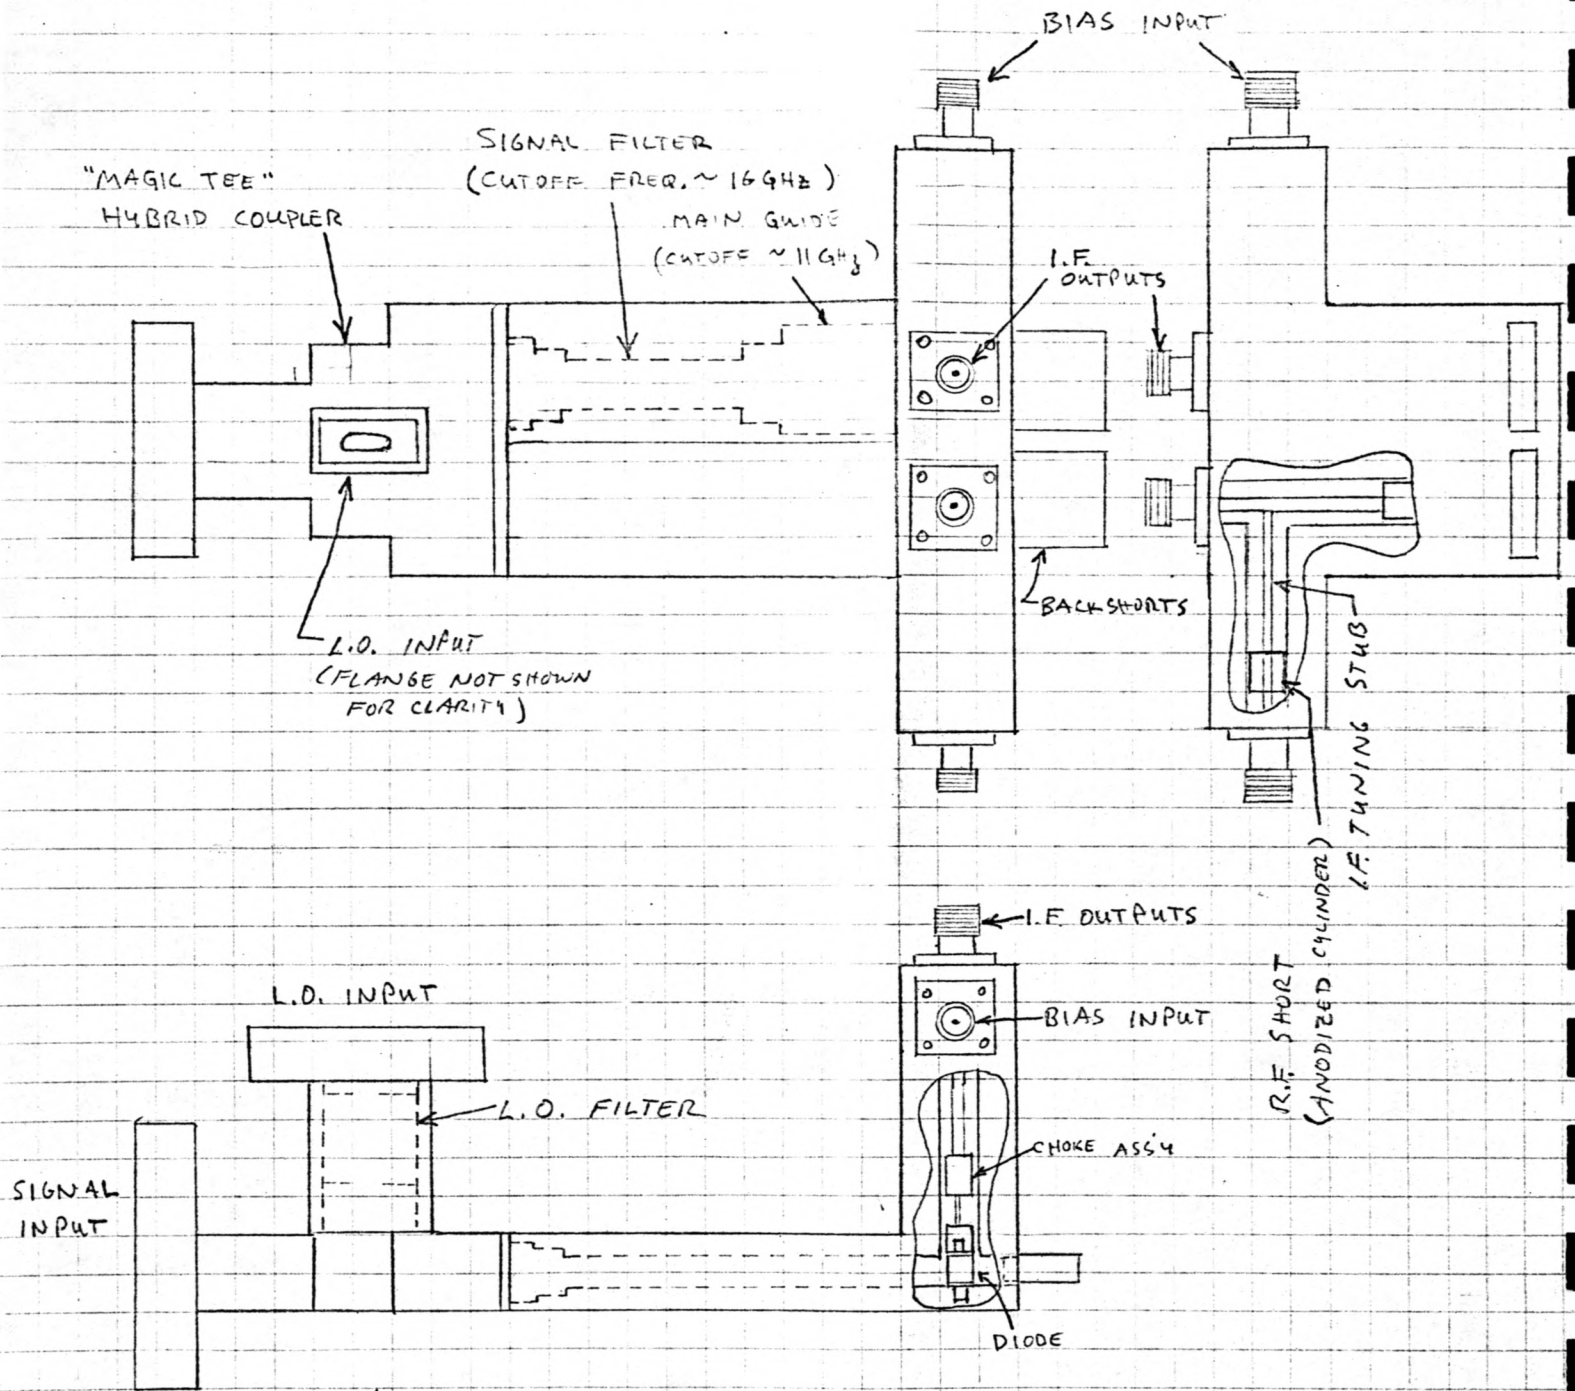 BIAS INPUT
SIGNAL FILTER
(CUTOFF FREQ. ~ 16 GHz)
"MAGIC TEE"
HYBRID COUPLER
MAIN GUIDE
(CUTOFF ~ 11 GHz)
I.F.
OUTPUTS
BACKSHORTS
L.O. INPUT
(FLANGE NOT SHOWN
FOR CLARITY)
I.F. TUNING STUB
R.F. SHORT
(ANODIZED CYLINDER)
I.F. OUTPUTS
L.O. INPUT
BIAS INPUT
L.O. FILTER
CHOKE ASS'Y
SIGNAL
INPUT
DIODE